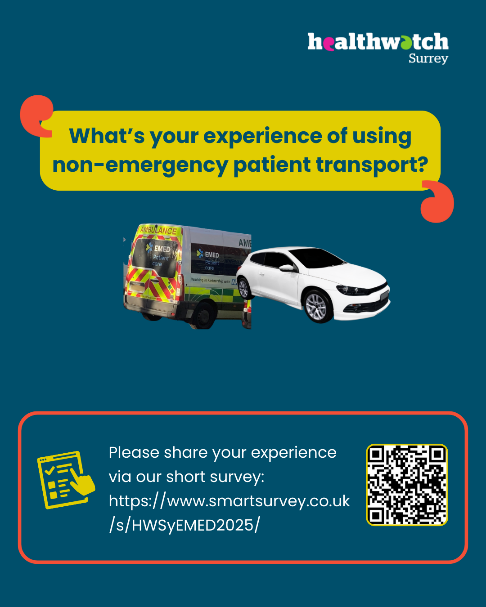 healthwatch
Surrey
What's your experience of using
non-emergency patient transport?
AMBULANCE
EMED
EMED
Please share your experience
via our short survey:
https://www.smartsurvey.co.uk
/s/HWSyEMED2025/